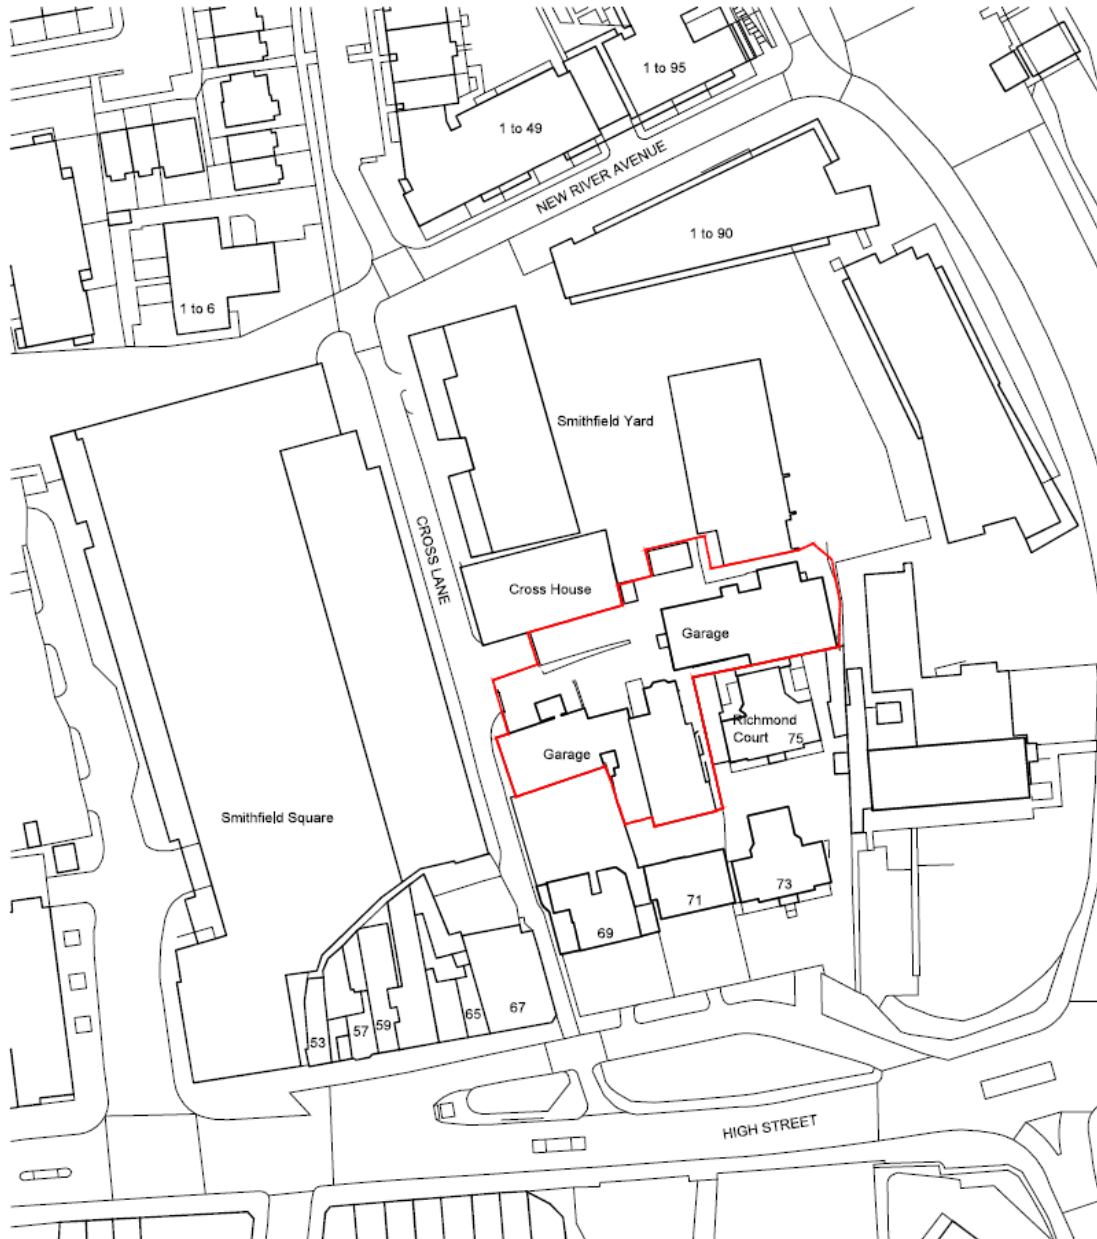 1 to 95
1 to 49
NEW RIVER AVENUE
1 to 90
1 to 6
Smithfield Yard
CROSS LANE
Cross House
Garage
Richmond
Court 75
Garage
Smithfield Square
73
71
69
67
65
59
57
53
HIGH STREET